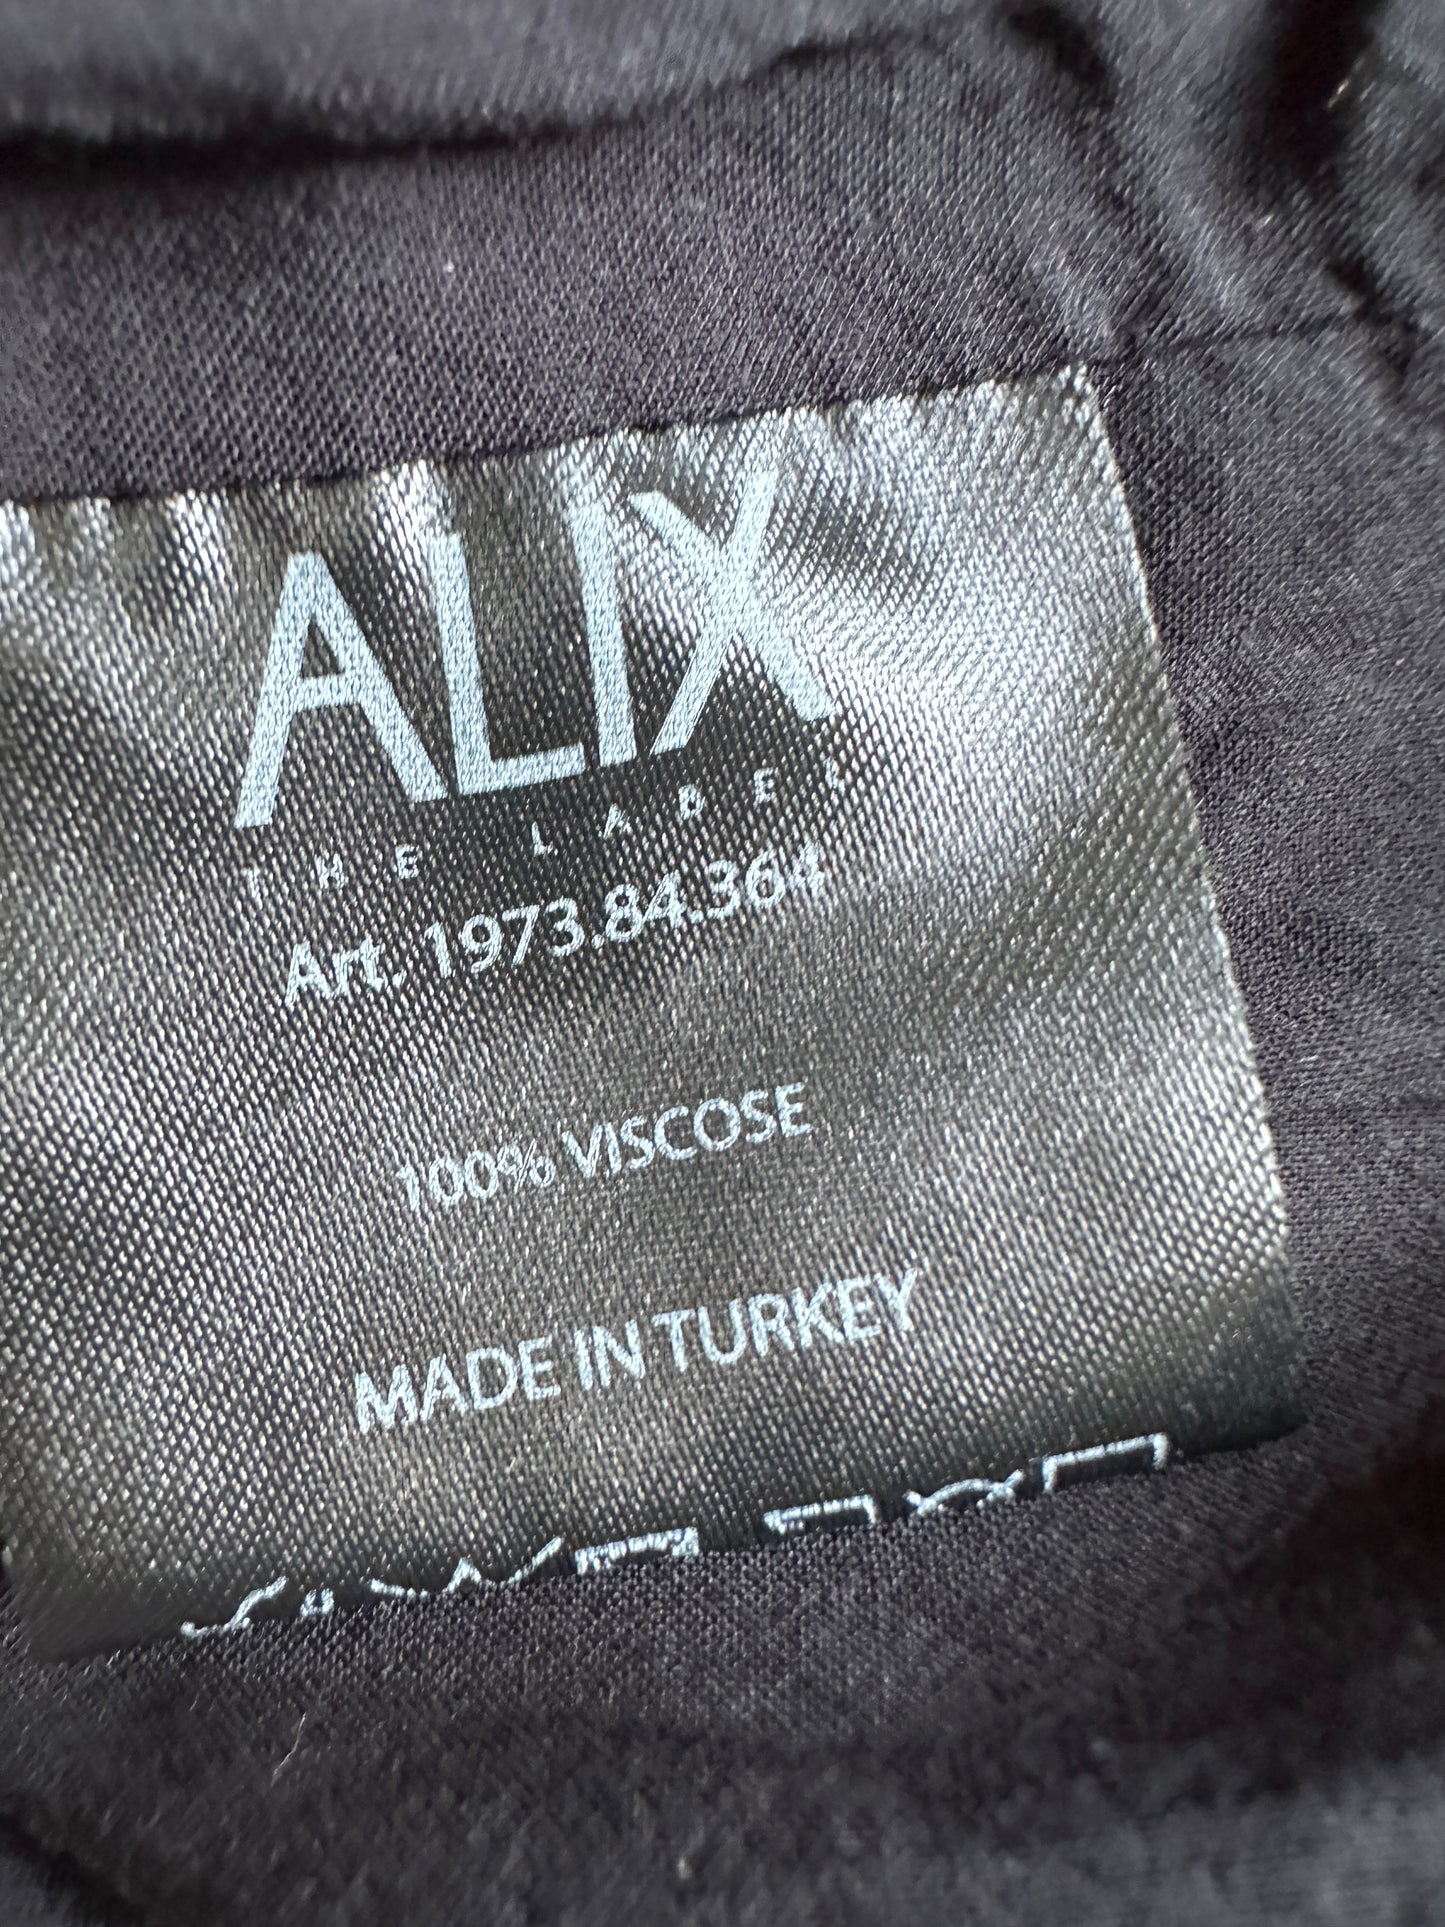 ALIX
THE LABEL
Art. 1973.84.364
100% VISCOSE
MADE IN TURKEY